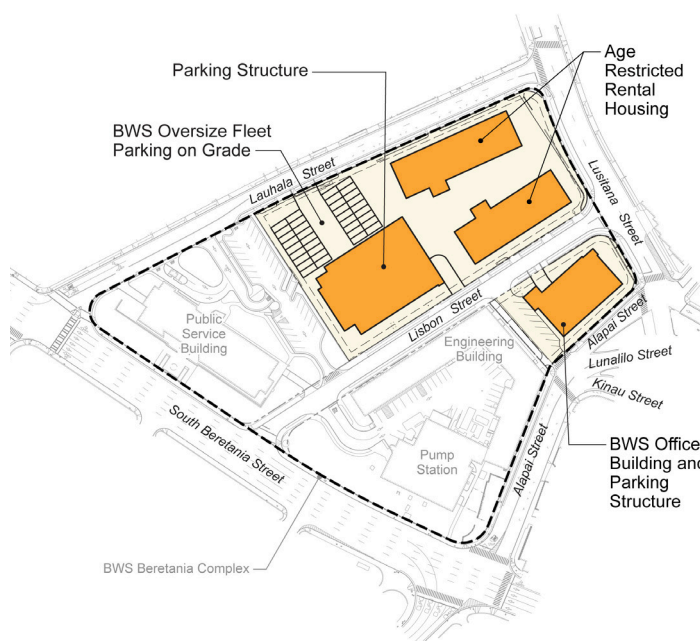 Parking Structure
Age
Restricted
Rental
Housing
BWS Oversize Fleet
Parking on Grade
Lauhala Street
Lusitana Street
Lisbon Street
Public
Service
Building
Engineering
Building
Alapai Street
Lunalilo Street
Kinau Street
South Beretania Street
Pump
Station
Alapai Street
BWS Office
Building and
Parking
Structure
BWS Beretania Complex